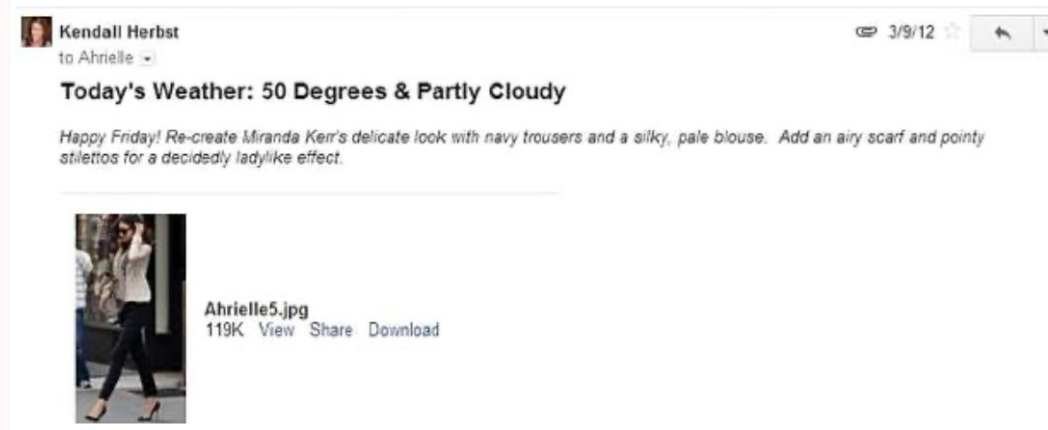 Kendall Herbst
3/9/12
to Ahrielle
Today's Weather: 50 Degrees & Partly Cloudy
Happy Friday! Re-create Miranda Kerr's delicate look with navy trousers and a silky, pale blouse.  Add an airy scarf and pointy
stilettos for a decidedly ladylike effect.
Ahrielle5.jpg
119K View Share Download